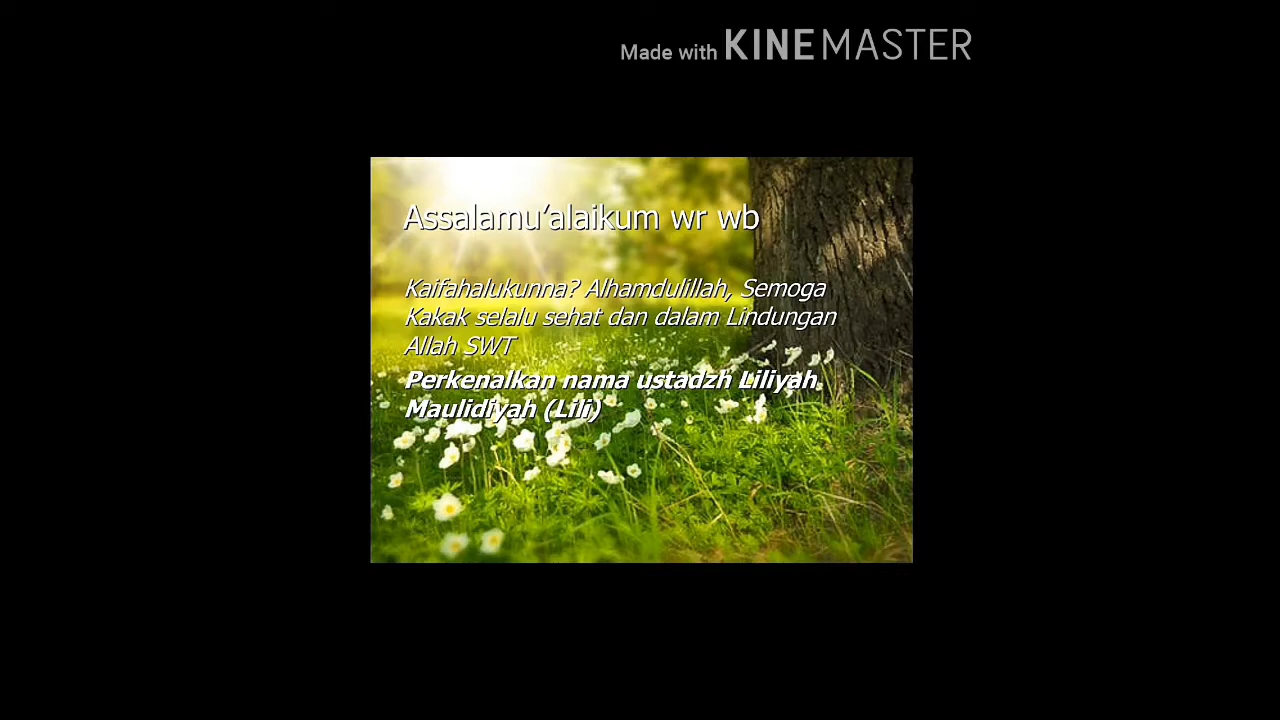 Made with KINEMASTER
Assalamu’alaikum wr wb
Kaifahalukunna? Alhamdulillah, Semoga
Kakak selalu sehat dan dalam Lindungan
Allah SWT
Perkenalkan nama ustadzh Liliyah
Maulidiyah (Lili)